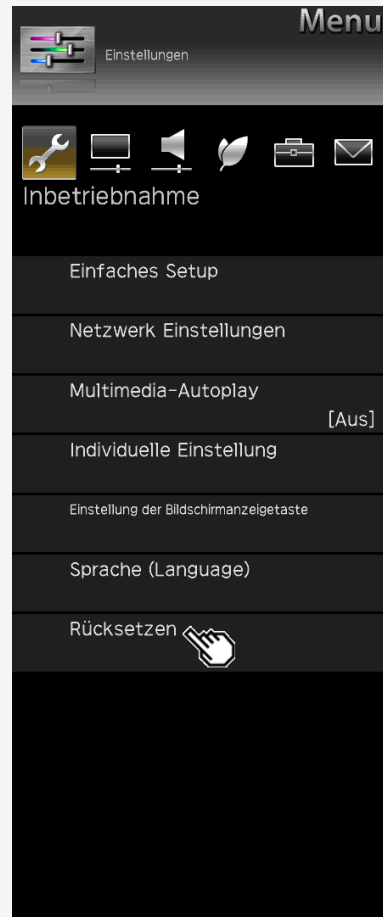 Menu
Einstellungen
Inbetriebnahme
Einfaches Setup
Netzwerk Einstellungen
Multimedia-Autoplay
[Aus]
Individuelle Einstellung
Einstellung der Bildschirmanzeigetaste
Sprache (Language)
Rücksetzen